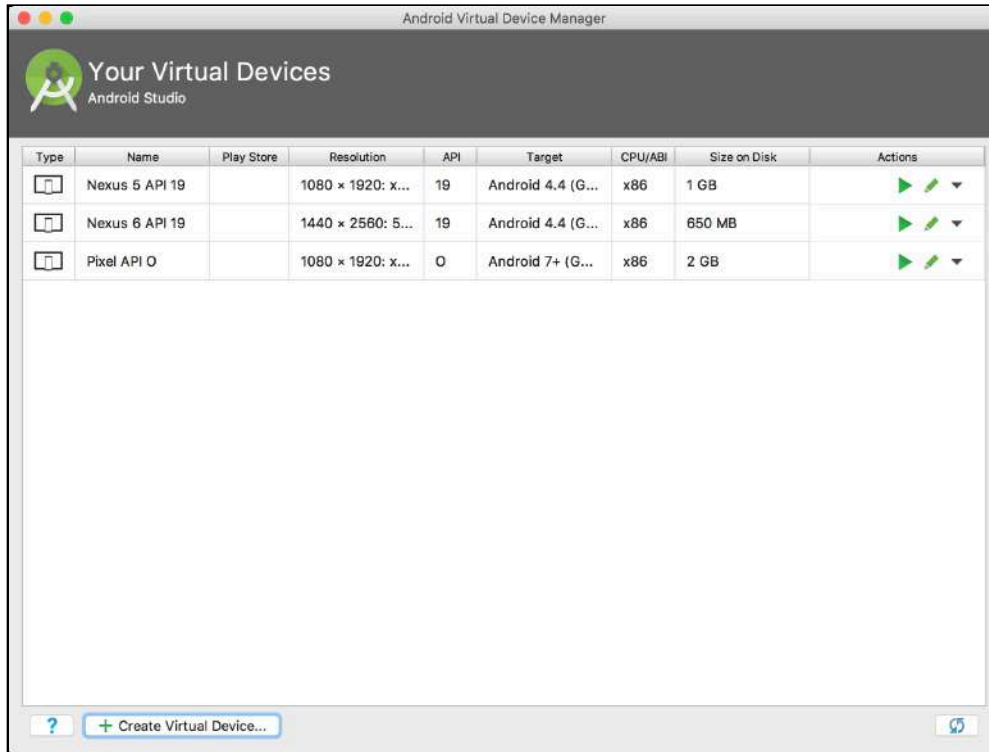 Android Virtual Device Manager
Your Virtual Devices
Android Studio
Type Name Play Store Resolution API Target CPU/ABI Size on Disk Actions
Nexus 5 API 19 1080 × 1920: x... 19 Android 4.4 (G... x86 1 GB
Nexus 6 API 19 1440 × 2560: 5... 19 Android 4.4 (G... x86 650 MB
Pixel API O 1080 × 1920: x... O Android 7+ (G... x86 2 GB
? + Create Virtual Device...